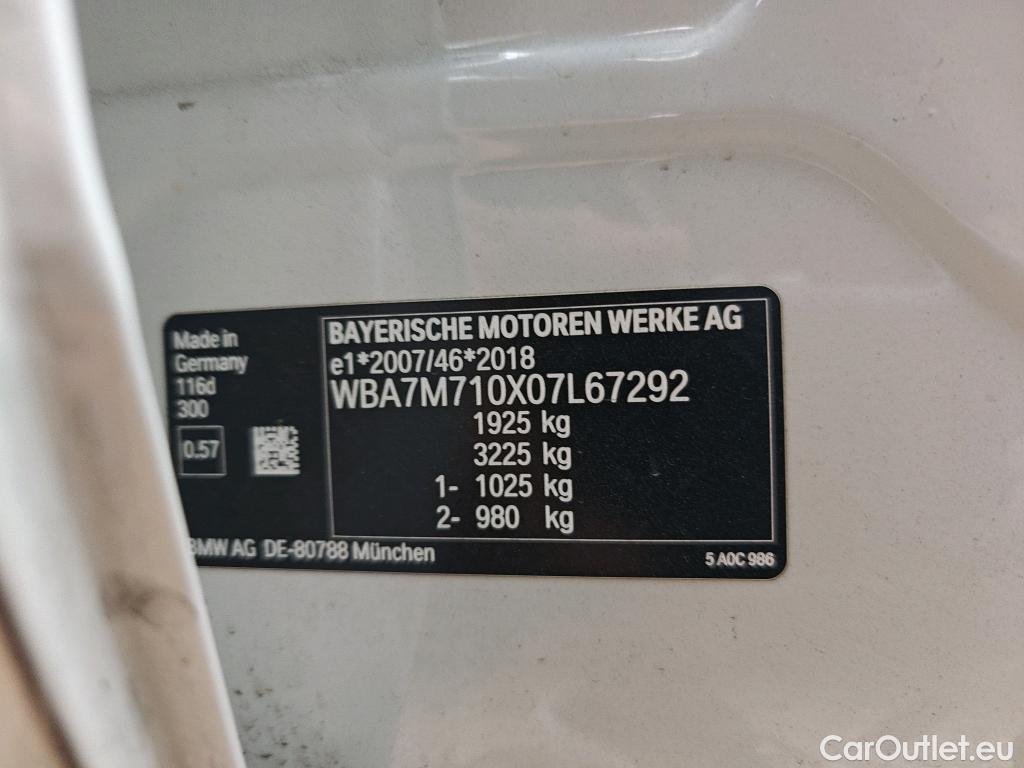 Made in
Germany
116d
300
0.57
BAYERISCHE MOTOREN WERKE AG
e1*2007/46*2018
WBA7M710X07L67292
1925 kg
3225 kg
1- 1025 kg
2- 980 kg
BMW AG DE-80788 München
5 A0C 986
CarOutlet.eu